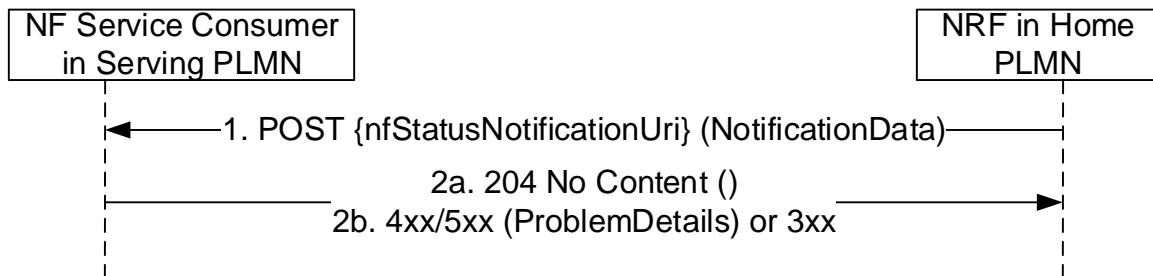 NF Service Consumer
in Serving PLMN
NRF in Home
PLMN
1. POST {nfStatusNotificationUri} (NotificationData)
2a. 204 No Content ()
2b. 4xx/5xx (ProblemDetails) or 3xx